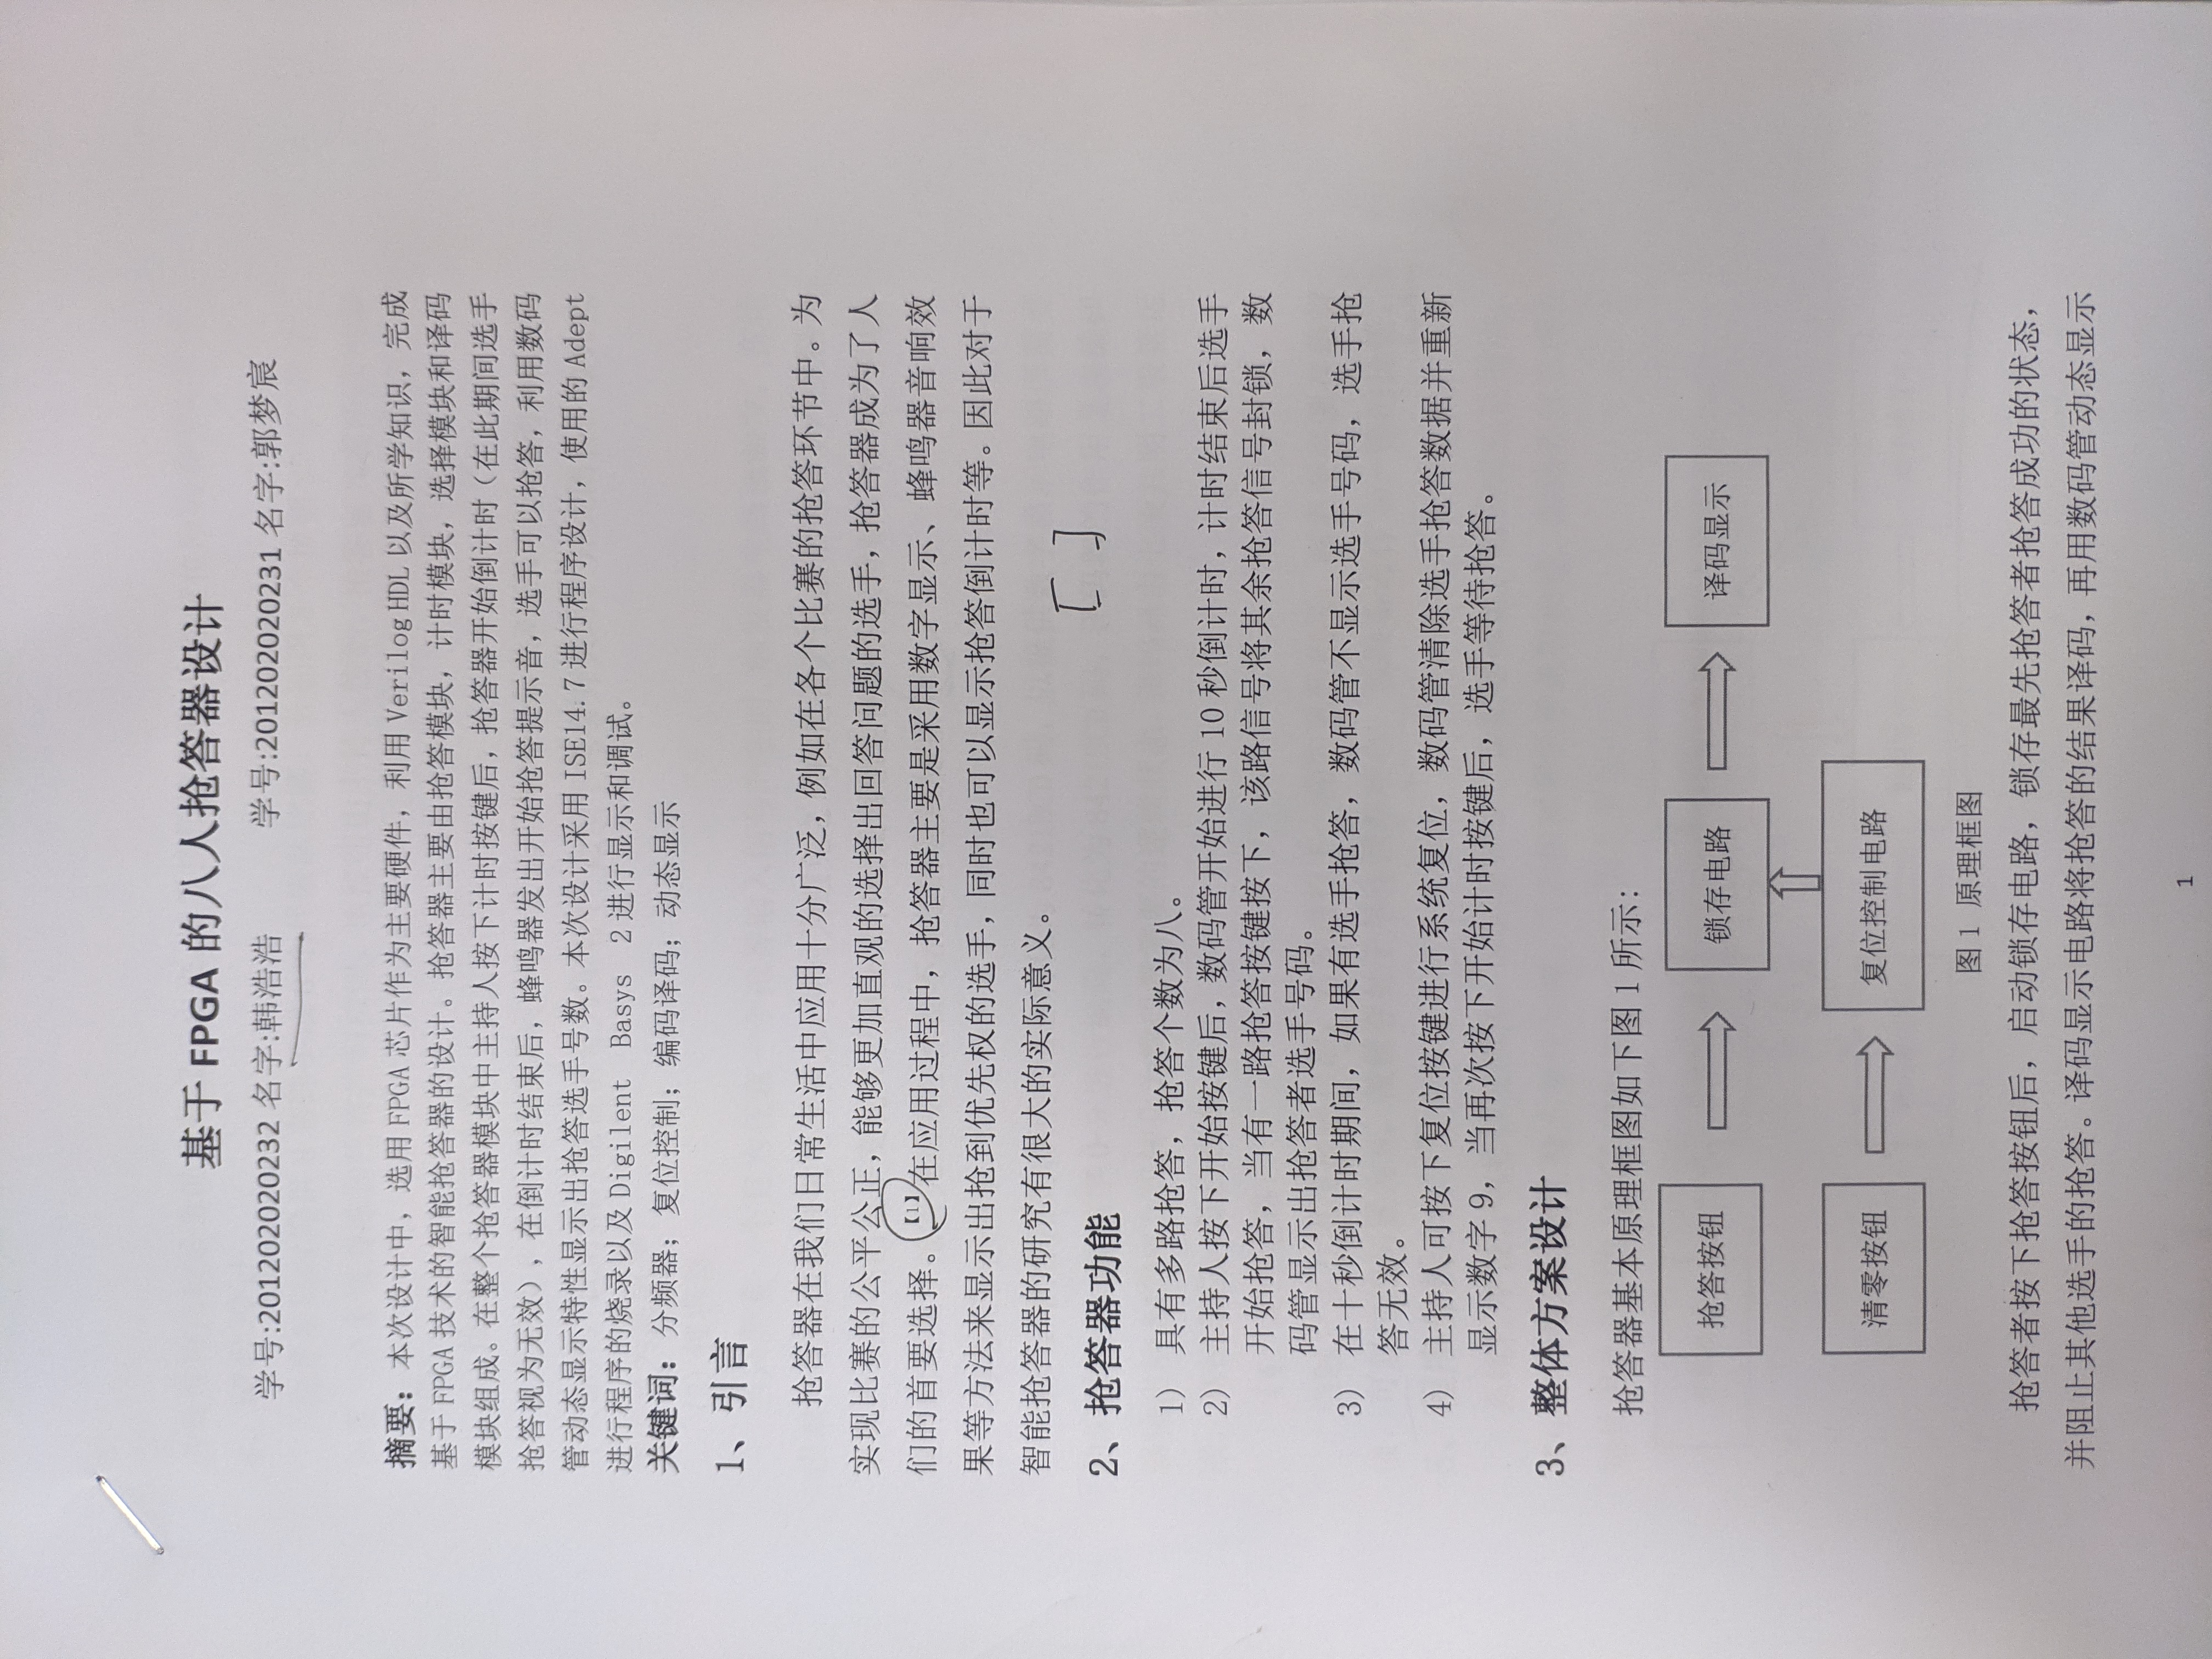 基于 FPGA 的八人抢答器设计
学号:201202020232 名字:韩浩浩 学号:201202020231 名字:郭梦宸
摘要：本次设计中，选用 FPGA 芯片作为主要硬件，利用 Verilog HDL 以及所学知识，完成
基于 FPGA 技术的智能抢答器的设计。抢答器主要由抢答模块，计时模块，选择模块和译码
模块组成。在整个抢答器模块中主持人按下计时按键后，抢答器开始倒计时（在此期间选手
抢答视为无效），在倒计时结束后，蜂鸣器发出开始抢答提示音，选手可以抢答，利用数码
管动态显示特性显示出抢答选手号数。本次设计采用 ISE14.7 进行程序设计，使用的 Adept
进行程序的烧录以及 Digilent Basys 2 进行显示和调试。
关键词：分频器；复位控制；编码译码；动态显示
1、引言
抢答器在我们日常生活中应用十分广泛，例如在各个比赛的抢答环节中。为
实现比赛的公平公正，能够更加直观的选择出回答问题的选手，抢答器成为了人
们的首要选择。【1】在应用过程中，抢答器主要是采用数字显示、蜂鸣器音响效
果等方法来显示出抢到优先权的选手，同时也可以显示抢答倒计时等。因此对于
智能抢答器的研究有很大的实际意义。
[ ]
2、抢答器功能
1) 具有多路抢答，抢答个数为八。
2) 主持人按下开始按键后，数码管开始进行 10 秒倒计时，计时结束后选手
开始抢答，当有一路抢答按键按下，该路信号将其余抢答信号封锁，数
码管显示出抢答者选手号码。
3) 在十秒倒计时期间，如果有选手抢答，数码管不显示选手号码，选手抢
答无效。
4) 主持人可按下复位按键进行系统复位，数码管清除选手抢答数据并重新
显示数字 9，当再次按下开始计时按键后，选手等待抢答。
3、整体方案设计
抢答器基本原理框图如下图 1 所示:
抢答按钮 锁存电路 译码显示
清零按钮 复位控制电路
图 1 原理框图
抢答者按下抢答按钮后，启动锁存电路，锁存最先抢答者抢答成功的状态，
并阻止其他选手的抢答。译码显示电路将抢答的结果译码，再用数码管动态显示
1